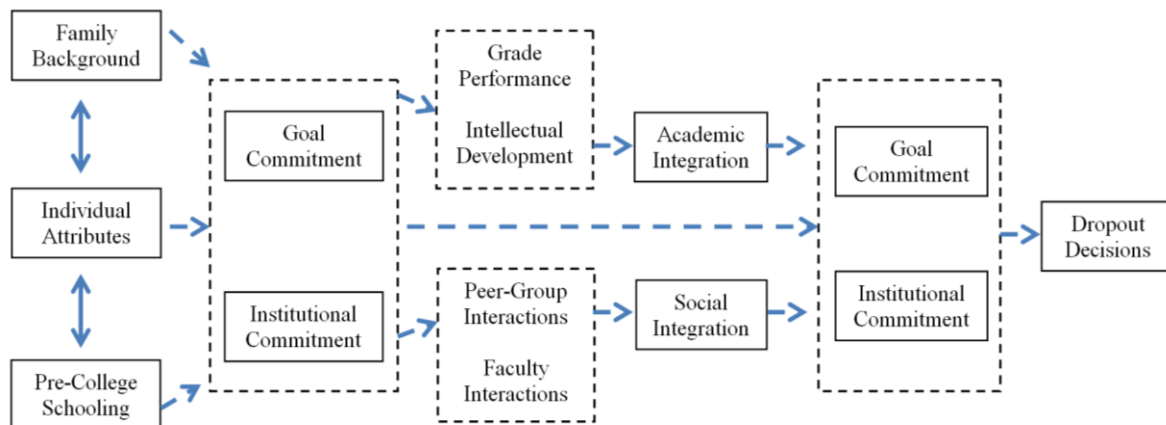 Family
Background
Individual
Attributes
Pre-College
Schooling
Goal
Commitment
Institutional
Commitment
Grade
Performance
Intellectual
Development
Peer-Group
Interactions
Faculty
Interactions
Academic
Integration
Social
Integration
Goal
Commitment
Institutional
Commitment
Dropout
Decisions